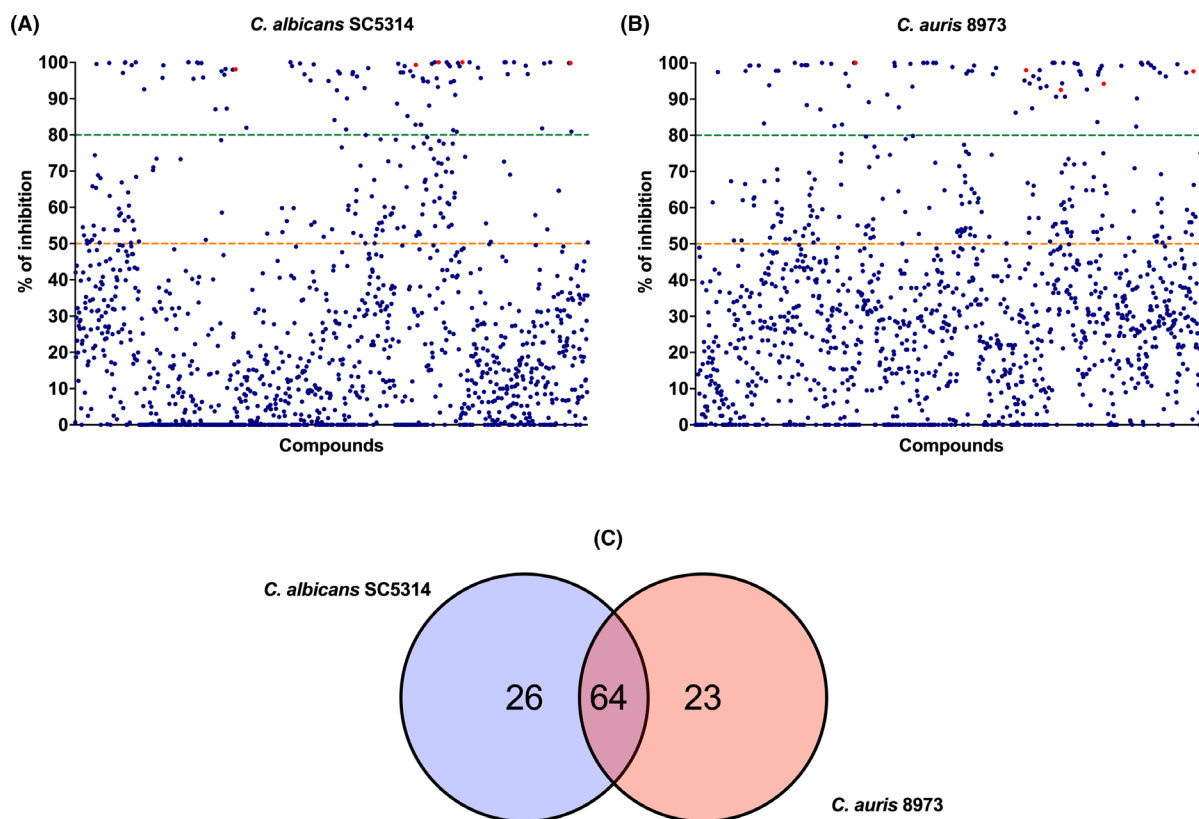 (A)
C. albicans SC5314
100
90
80
70
60
50
40
30
20
10
0
% of inhibition
Compounds
(B)
C. auris 8973
100
90
80
70
60
50
40
30
20
10
0
% of inhibition
Compounds
(C)
C. albicans SC5314
26
64
23
C. auris 8973